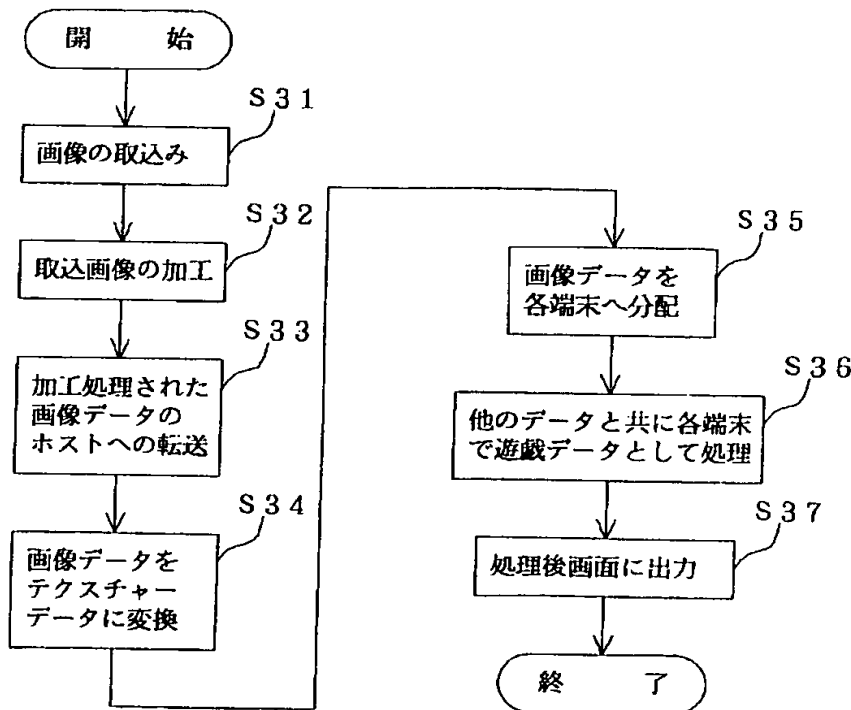 開 始
S31
画像の取込み
S32
取込画像の加工
S33
加工処理された
画像データの
ホストへの転送
S34
画像データを
テクスチャー
データに変換
S35
画像データを
各端末へ分配
S36
他のデータと共に各端末
で遊戯データとして処理
S37
処理後画面に出力
終 了